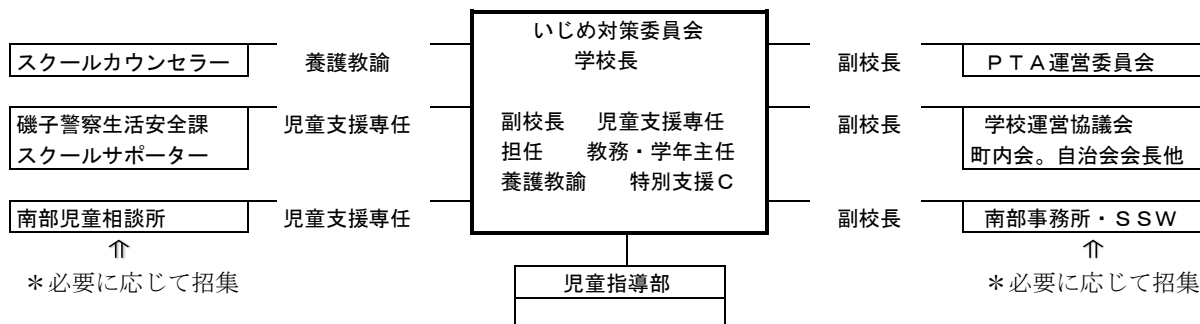 いじめ対策委員会
スクールカウンセラー 養護教諭 学校長 副校長 ＰＴＡ運営委員会
磯子警察生活安全課 児童支援専任 副校長 児童支援専任 副校長 学校運営協議会
スクールサポーター 担任 教務・学年主任 町内会。自治会会長他
養護教諭 特別支援Ｃ
南部児童相談所 児童支援専任 副校長 南部事務所・ＳＳＷ
⇑ ⇑
＊必要に応じて招集 児童指導部 ＊必要に応じて招集